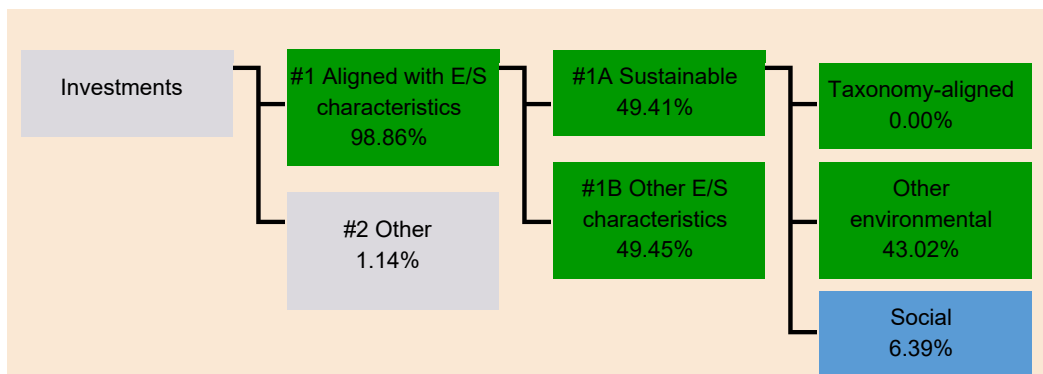 Investments
#1 Aligned with E/S
characteristics
98.86%
#2 Other
1.14%
#1A Sustainable
49.41%
#1B Other E/S
characteristics
49.45%
Taxonomy-aligned
0.00%
Other
environmental
43.02%
Social
6.39%